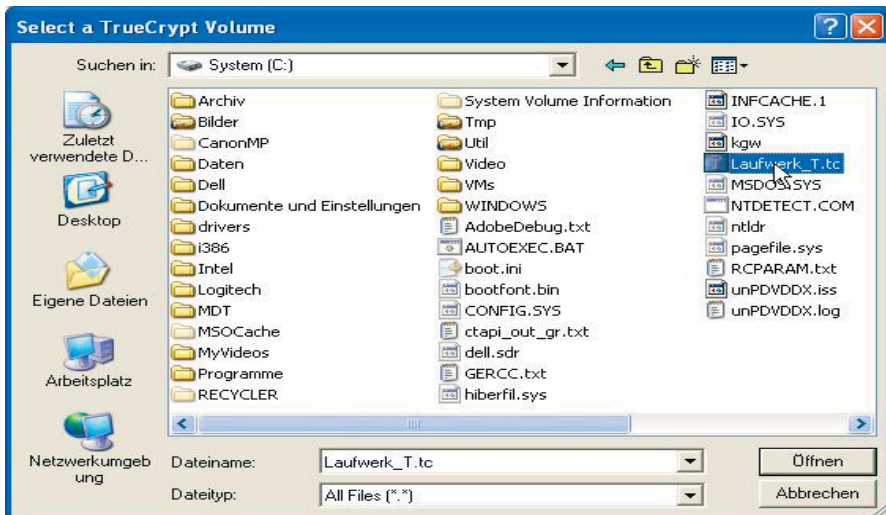 Select a TrueCrypt Volume
Suchen in:
System (C:)
Zuletzt
verwendete D...
Desktop
Eigene Dateien
Arbeitsplatz
Netzwerkumgeb
ung
Archiv
Bilder
CanonMP
Daten
Dell
Dokumente und Einstellungen
drivers
i386
Intel
Logitech
MDT
MSOCache
MyVideos
Programme
RECYCLER
System Volume Information
Tmp
Util
Video
VMs
WINDOWS
AdobeDebug.txt
AUTOEXEC.BAT
boot.ini
bootfont.bin
CONFIG.SYS
ctapi_out_gr.txt
dell.sdr
GERCC.txt
hiberfil.sys
INFCACHE.1
IO.SYS
kgw
Laufwerk_T.tc
MSDOS.SYS
NTDETECT.COM
ntldr
pagefile.sys
RCPARAM.txt
unPDVDDX.iss
unPDVDDX.log
Dateiname:
Laufwerk_T.tc
Öffnen
Dateityp:
All Files (*.*)
Abbrechen